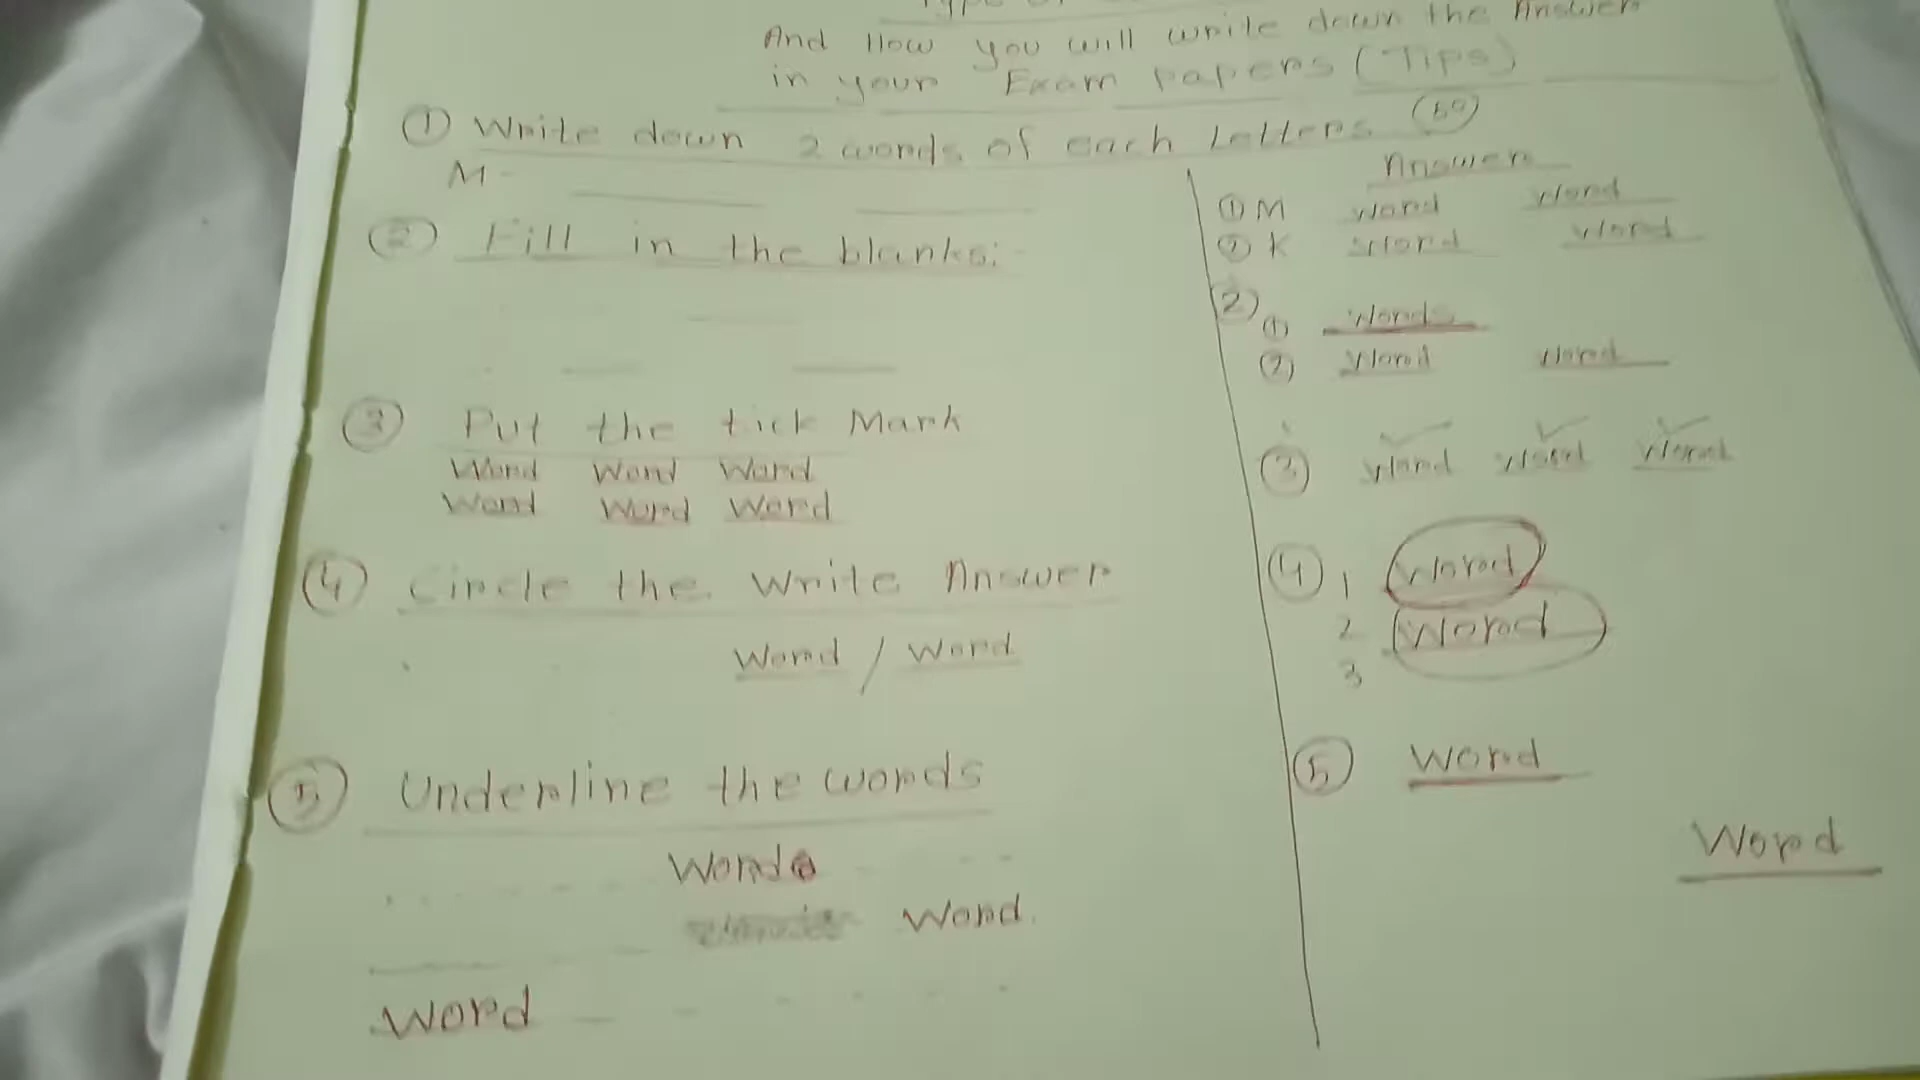 Type of
And How you will write down the Answer
in your Exam papers (Tips)
① Write down 2 words of each Letters
M -
② Fill in the blanks:
③ Put the tick Mark
Word Word Word
Word Word Word
④ Circle the Write Answer
Word / Word
⑤ Underline the words
Words
Word.
Word
Answer
① M Word Word
② K Word Word
②
① Words
② Word Word
③ Word Word Word
④ 1 Word
2 Word
3
⑤ Word
Word